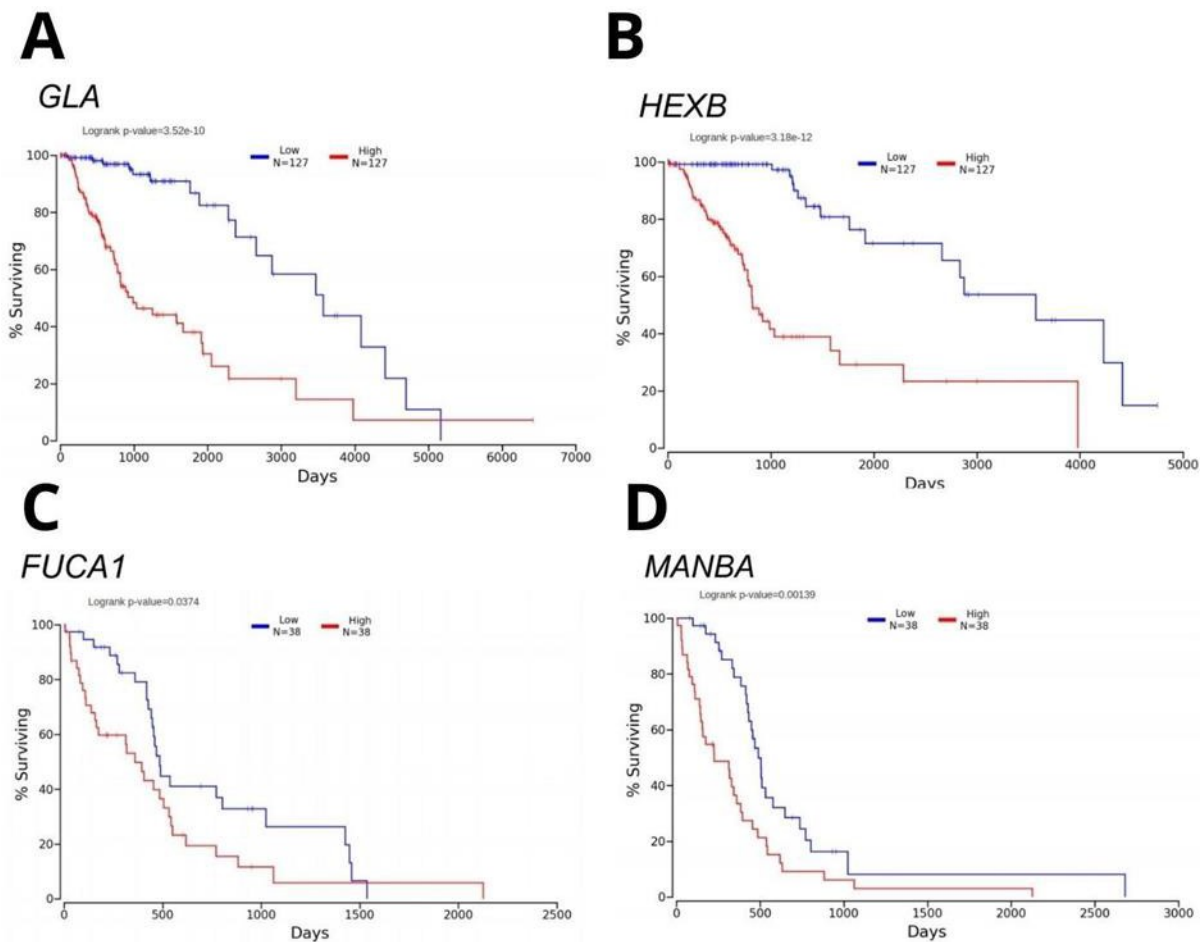 A
GLA
Logrank p-value=3.52e-10
Low
N=127
High
N=127
% Surviving
100
80
60
40
20
0
0 1000 2000 3000 4000 5000 6000 7000
Days
B
HEXB
Logrank p-value=3.18e-12
Low
N=127
High
N=127
% Surviving
100
80
60
40
20
0
0 1000 2000 3000 4000 5000
Days
C
FUCA1
Logrank p-value=0.0374
Low
N=38
High
N=38
% Surviving
100
80
60
40
20
0
0 500 1000 1500 2000 2500
Days
D
MANBA
Logrank p-value=0.00139
Low
N=38
High
N=38
% Surviving
100
80
60
40
20
0
0 500 1000 1500 2000 2500 3000
Days